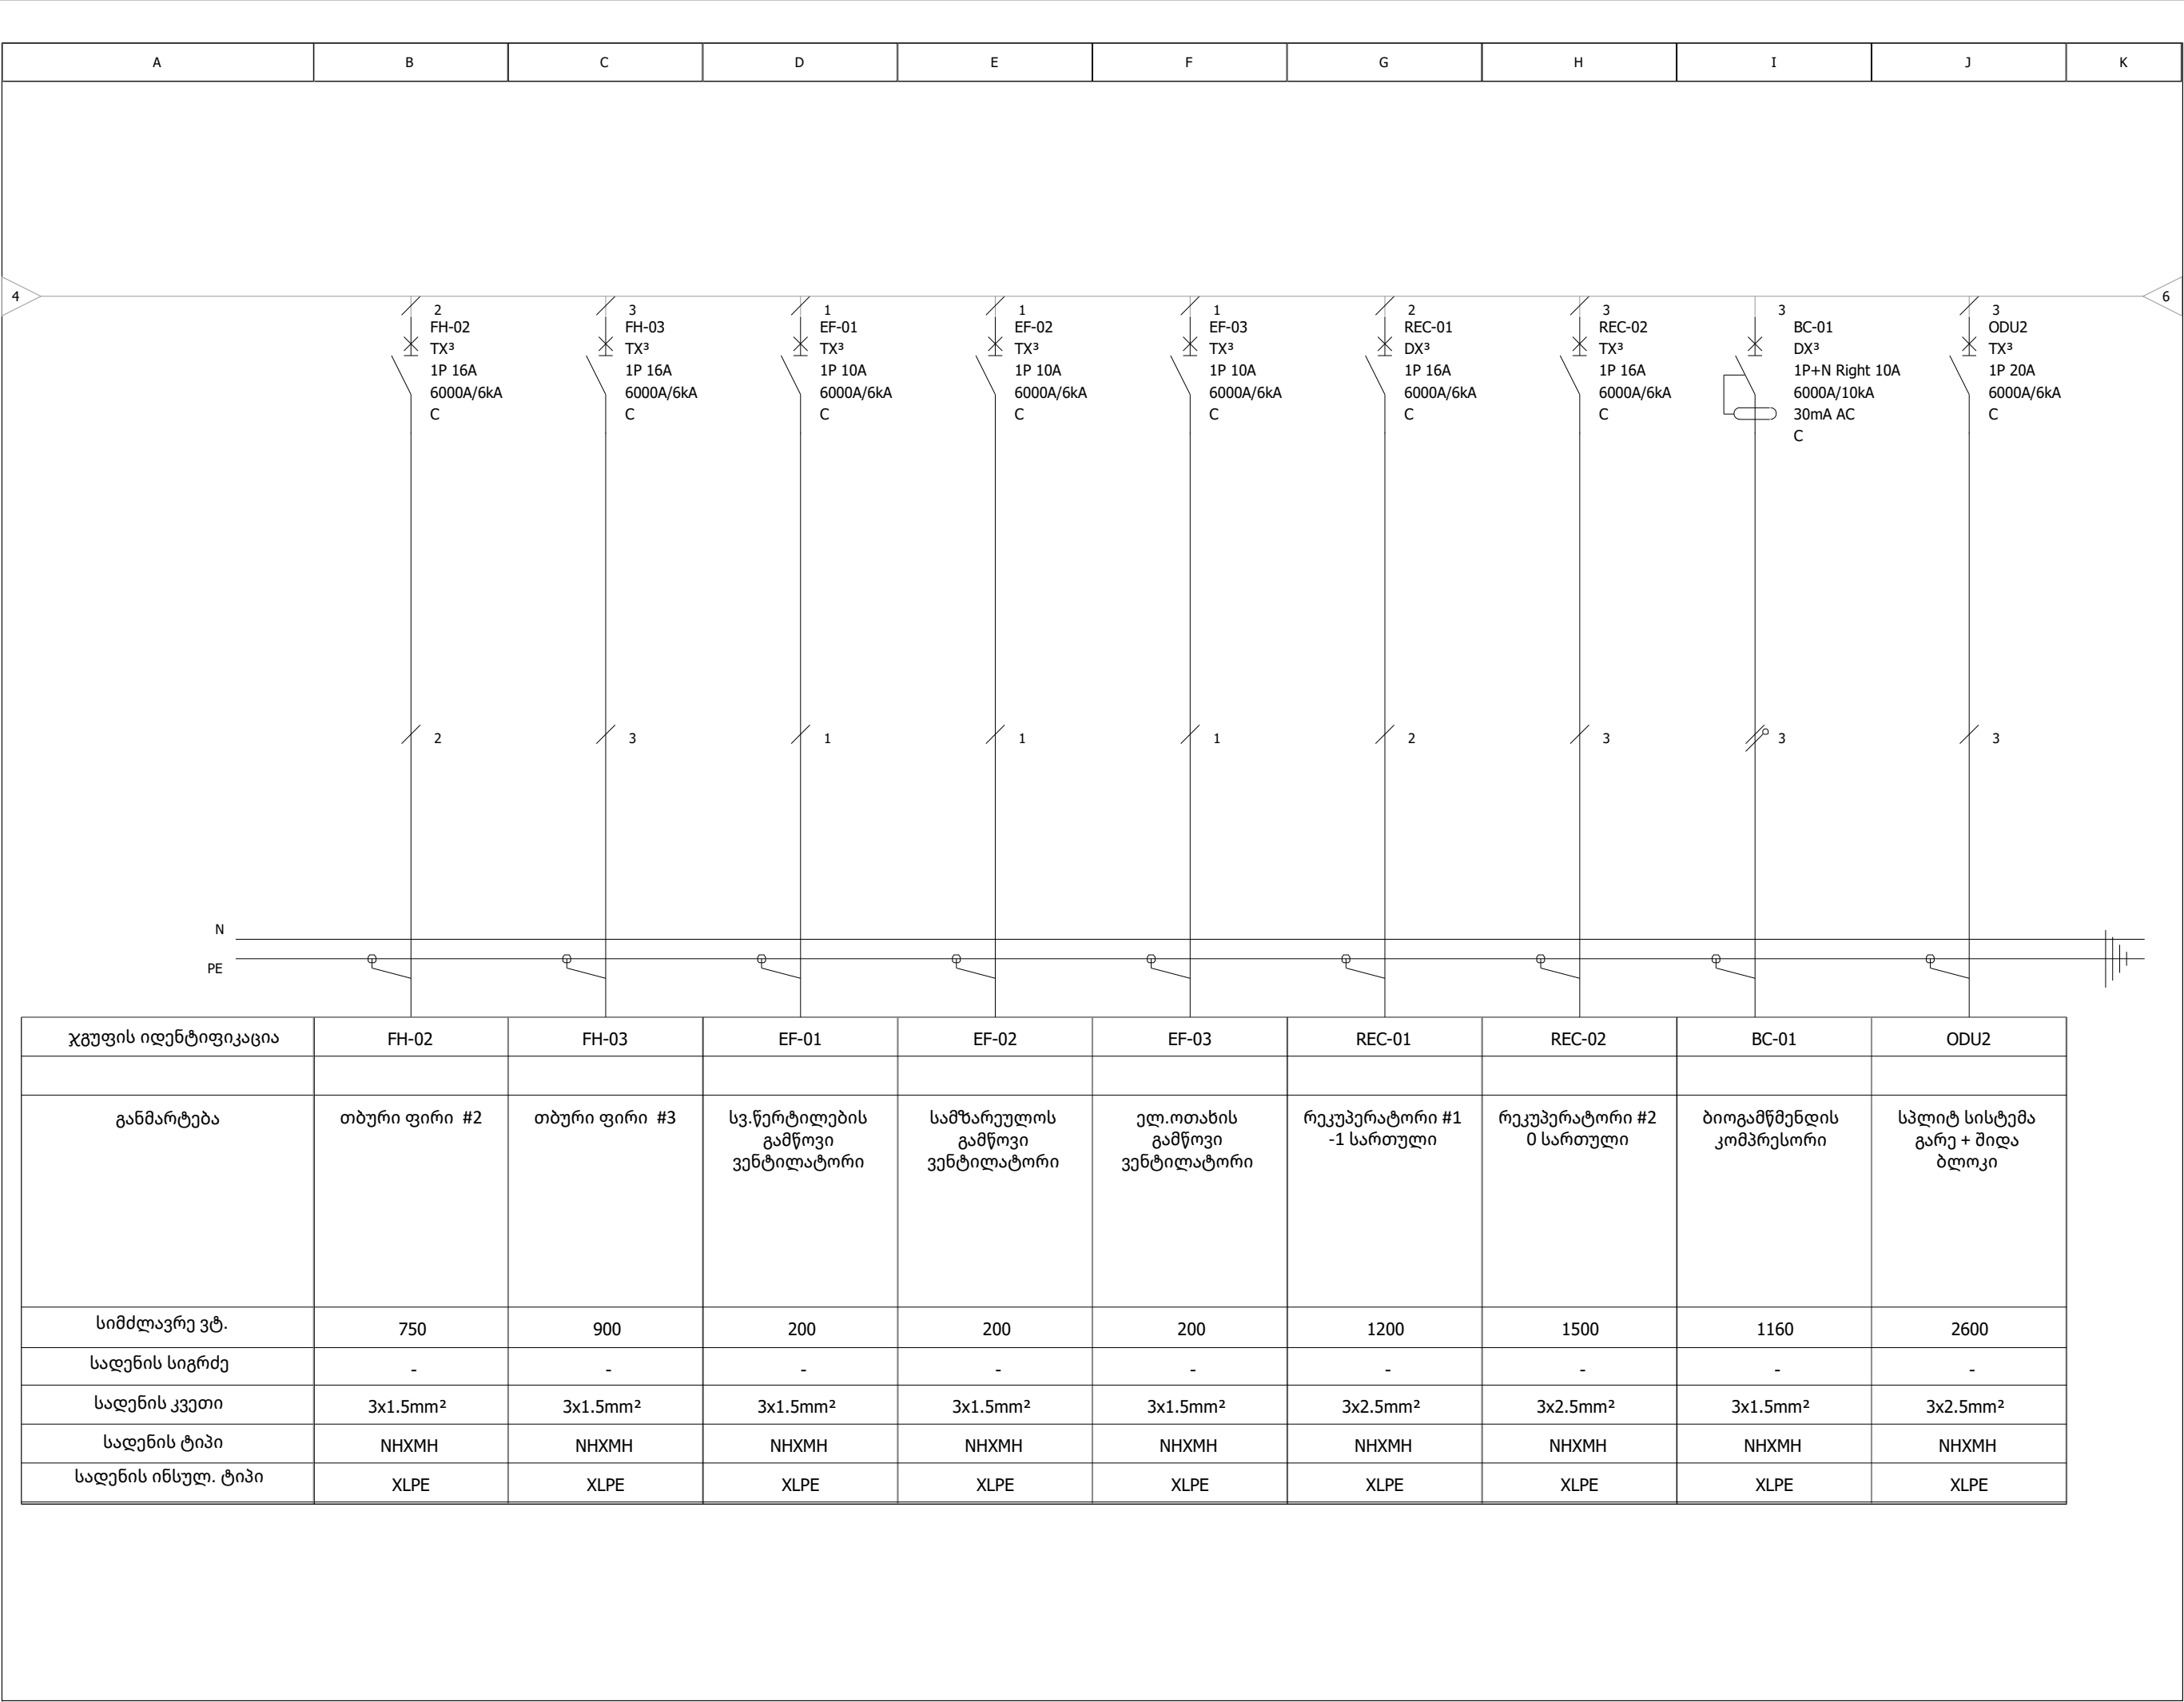 A B C D E F G H I J K
4 6
2 3 1 1 1 2 3 3 3
FH-02 FH-03 EF-01 EF-02 EF-03 REC-01 REC-02 BC-01 ODU2
TX³ TX³ TX³ TX³ TX³ DX³ TX³ DX³ TX³
1P 16A 1P 16A 1P 10A 1P 10A 1P 10A 1P 16A 1P 16A 1P+N Right 10A 1P 20A
6000A/6kA 6000A/6kA 6000A/6kA 6000A/6kA 6000A/6kA 6000A/6kA 6000A/6kA 6000A/10kA 6000A/6kA
C C C C C C C 30mA AC C
C
2 3 1 1 1 2 3 3 3
N
PE
ჯგუფის იდენტიფიკაცია FH-02 FH-03 EF-01 EF-02 EF-03 REC-01 REC-02 BC-01 ODU2
განმარტება თბური ფირი #2 თბური ფირი #3 სვ.წერტილების სამზარეულოს ელ.ოთახის რეკუპერატორი #1 რეკუპერატორი #2 ბიოგამწმენდის სპლიტ სისტემა
გამწოვი გამწოვი გამწოვი -1 სართული 0 სართული კომპრესორი გარე + შიდა
ვენტილატორი ვენტილატორი ვენტილატორი ბლოკი
სიმძლავრე ვტ. 750 900 200 200 200 1200 1500 1160 2600
სადენის სიგრძე - - - - - - - - -
სადენის კვეთი 3x1.5mm² 3x1.5mm² 3x1.5mm² 3x1.5mm² 3x1.5mm² 3x2.5mm² 3x2.5mm² 3x1.5mm² 3x2.5mm²
სადენის ტიპი NHXMH NHXMH NHXMH NHXMH NHXMH NHXMH NHXMH NHXMH NHXMH
სადენის ინსულ. ტიპი XLPE XLPE XLPE XLPE XLPE XLPE XLPE XLPE XLPE